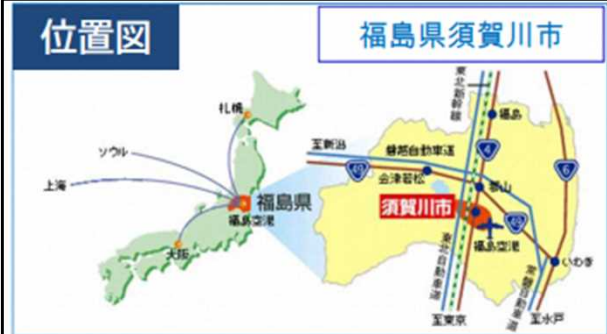 位置図
福島県須賀川市
札幌
ソウル
上海
福島県
福島空港
大阪
東北新幹線
福島
4
6
至新潟
磐越自動車道
49
会津若松
郡山
須賀川市
49
福島空港
いわき
東北自動車道
常磐自動車道
至東京
至水戸